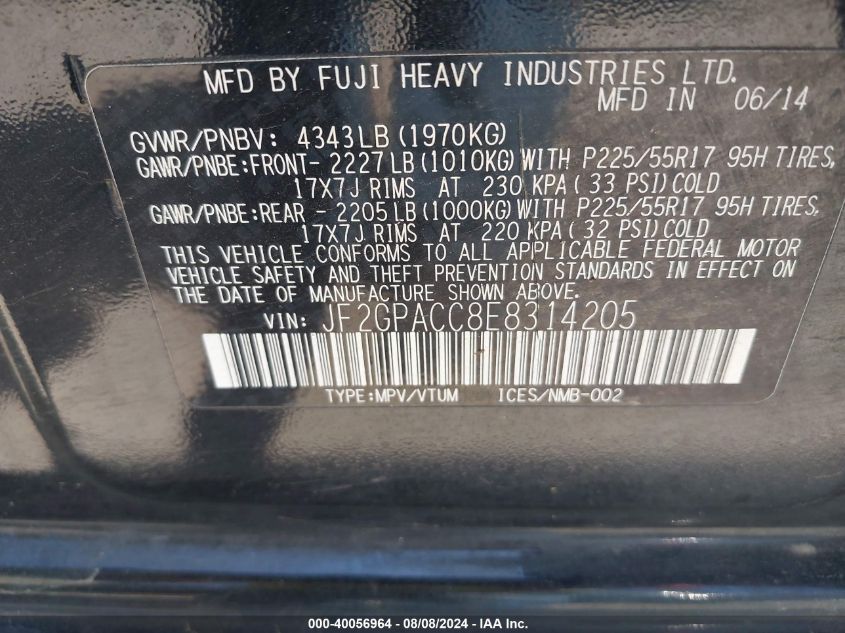 MFD BY FUJI HEAVY INDUSTRIES LTD.
MFD IN 06/14
GVWR/PNBV: 4343LB (1970KG)
GAWR/PNBE:FRONT- 2227LB (1010KG) WITH P225/55R17 95H TIRES,
17X7J RIMS AT 230 KPA ( 33 PSI) COLD
GAWR/PNBE:REAR - 2205LB (1000KG) WITH P225/55R17 95H TIRES,
17X7J RIMS AT 220 KPA ( 32 PSI) COLD
THIS VEHICLE CONFORMS TO ALL APPLICABLE FEDERAL MOTOR
VEHICLE SAFETY AND THEFT PREVENTION STANDARDS IN EFFECT ON
THE DATE OF MANUFACTURE SHOWN ABOVE.
VIN: JF2GPACC8E8314205
TYPE:MPV/VTUM ICES/NMB-002
000-40056964 - 08/08/2024 - IAA Inc.